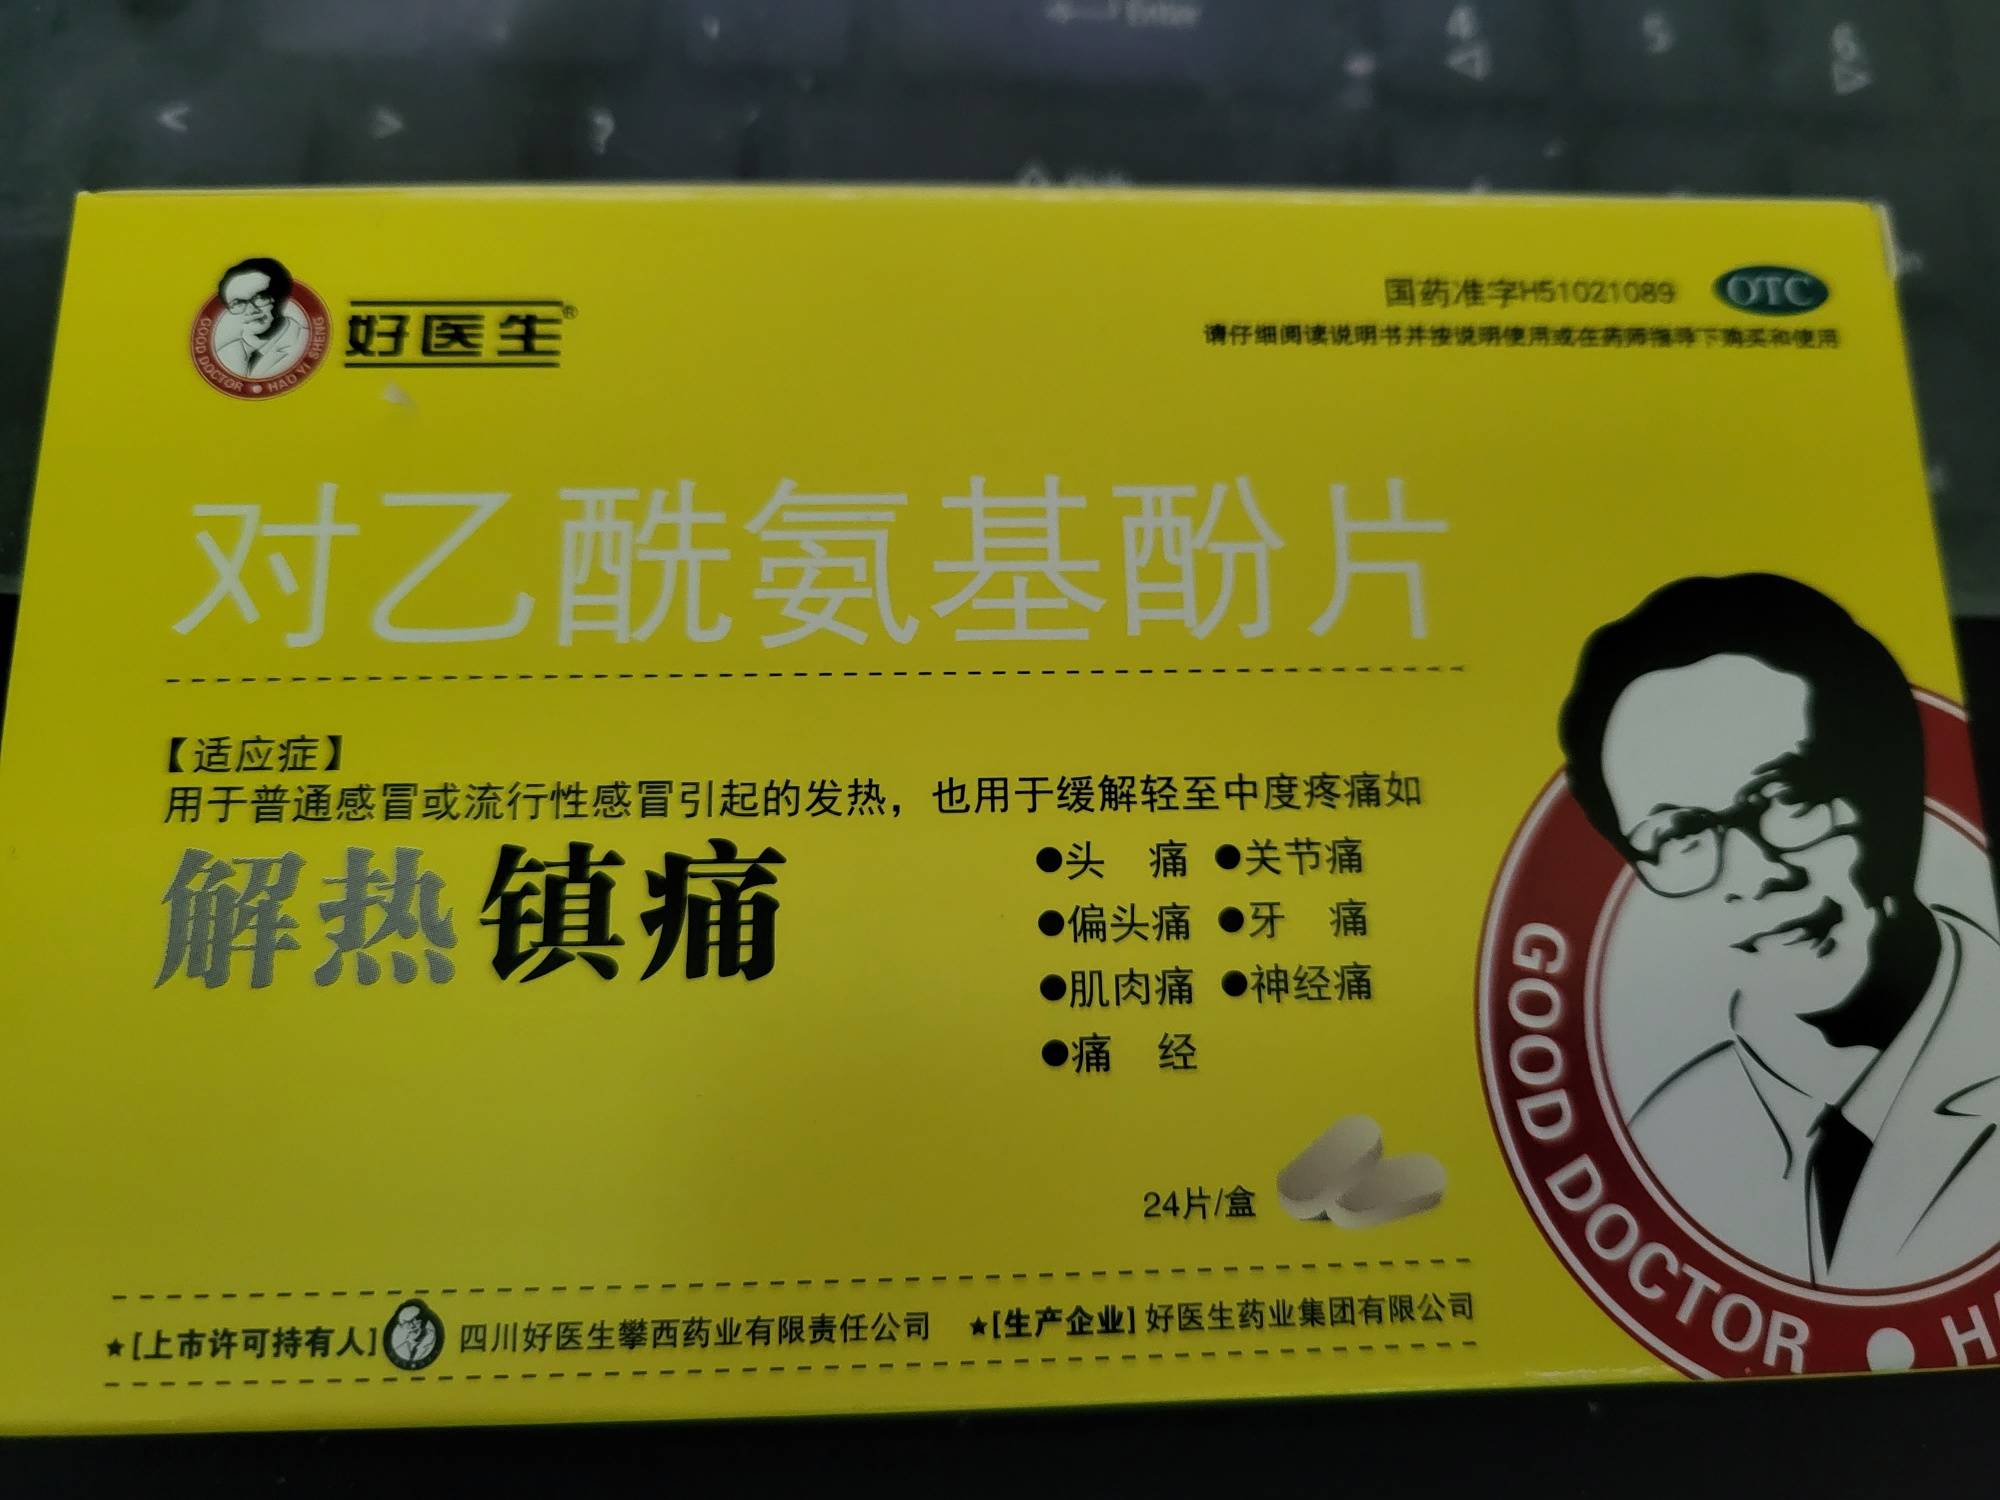 Enter
4
5
6
<
>
?
GOOD DOCTOR • HAO YI SHENG
好医生®
国药准字H51021089
OTC
请仔细阅读说明书并按说明使用或在药师指导下购买和使用
对乙酰氨基酚片
【适应症】
用于普通感冒或流行性感冒引起的发热，也用于缓解轻至中度疼痛如
解热镇痛
●头 痛 ●关节痛
●偏头痛 ●牙 痛
●肌肉痛 ●神经痛
●痛 经
24片/盒
GOOD DOCTOR • HA
★[上市许可持有人] 四川好医生攀西药业有限责任公司 ★[生产企业] 好医生药业集团有限公司